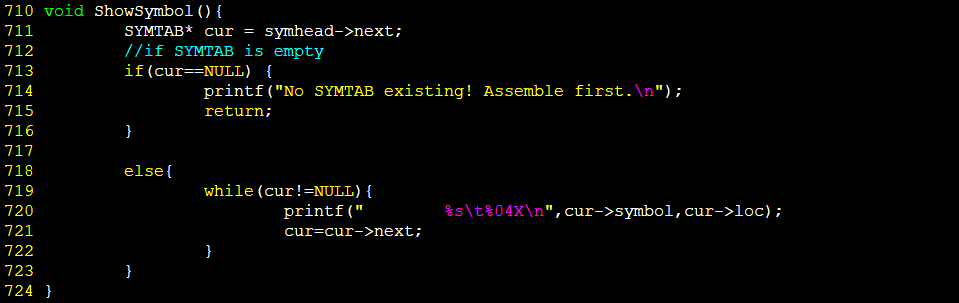 710 void ShowSymbol(){
711         SYMTAB* cur = symhead->next;
712         //if SYMTAB is empty
713         if(cur==NULL) {
714                 printf("No SYMTAB existing! Assemble first.\n");
715                 return;
716         }
717
718         else{
719                 while(cur!=NULL){
720                         printf("        %s\t%04X\n",cur->symbol,cur->loc);
721                         cur=cur->next;
722                 }
723         }
724 }